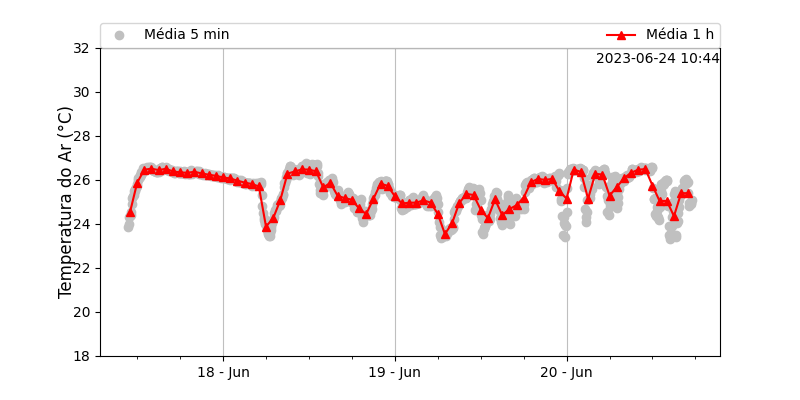 Média 5 min
Média 1 h
2023-06-24 10:44
Temperatura do Ar (°C)
32
30
28
26
24
22
20
18
18 - Jun
19 - Jun
20 - Jun